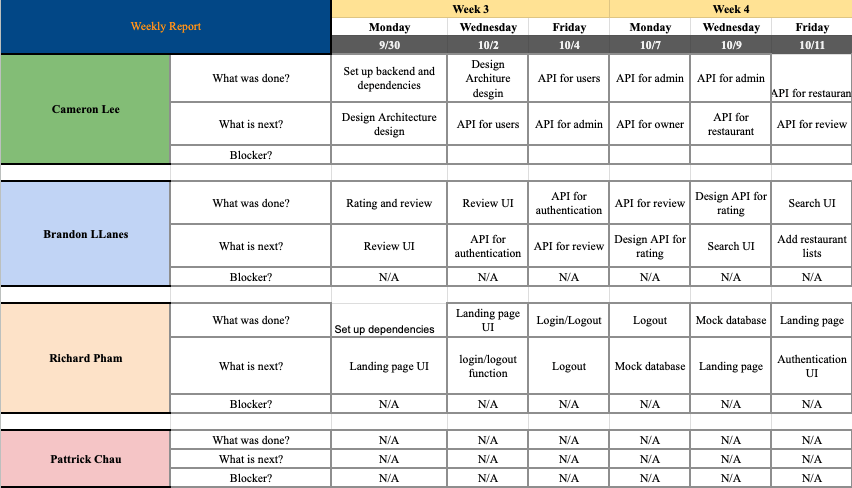 Weekly Report
Week 3
Week 4
Monday
Wednesday
Friday
Monday
Wednesday
Friday
9/30
10/2
10/4
10/7
10/9
10/11
Cameron Lee
What was done?
Set up backend and
dependencies
Design
Architure
desgin
API for users
API for admin
API for admin
API for restauran
What is next?
Design Architecture
design
API for users
API for admin
API for owner
API for
restaurant
API for review
Blocker?
Brandon LLanes
What was done?
Rating and review
Review UI
API for
authentication
API for review
Design API for
rating
Search UI
What is next?
Review UI
API for
authentication
API for review
Design API for
rating
Search UI
Add restaurant
lists
Blocker?
N/A
N/A
N/A
N/A
N/A
N/A
Richard Pham
What was done?
Set up dependencies
Landing page
UI
Login/Logout
Logout
Mock database
Landing page
What is next?
Landing page UI
login/logout
function
Logout
Mock database
Landing page
Authentication
UI
Blocker?
N/A
N/A
N/A
N/A
N/A
N/A
Pattrick Chau
What was done?
N/A
N/A
N/A
N/A
N/A
N/A
What is next?
N/A
N/A
N/A
N/A
N/A
N/A
Blocker?
N/A
N/A
N/A
N/A
N/A
N/A